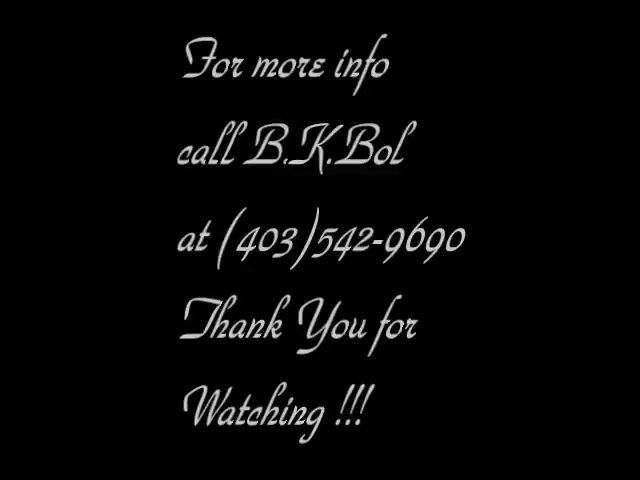 For more info
call B.K.Bol
at (403)542-9690
Thank You for
Watching !!!